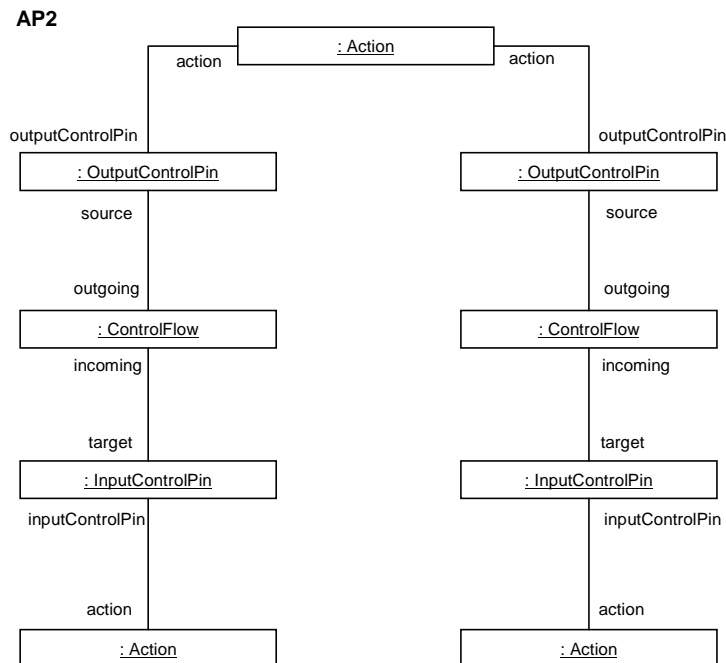 AP2
: Action
action
action
outputControlPin
outputControlPin
: OutputControlPin
: OutputControlPin
source
source
outgoing
outgoing
: ControlFlow
: ControlFlow
incoming
incoming
target
target
: InputControlPin
: InputControlPin
inputControlPin
inputControlPin
action
action
: Action
: Action